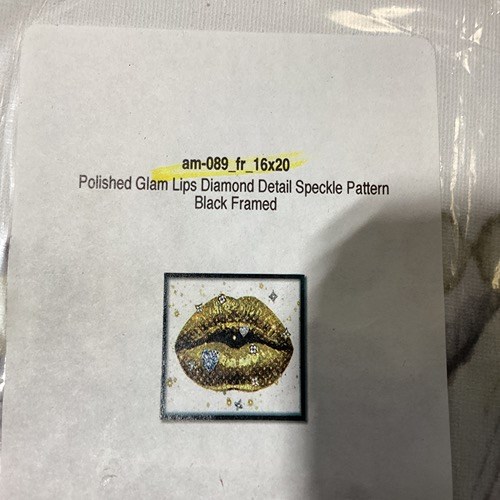 am-089_fr_16x20
Polished Glam Lips Diamond Detail Speckle Pattern
Black Framed